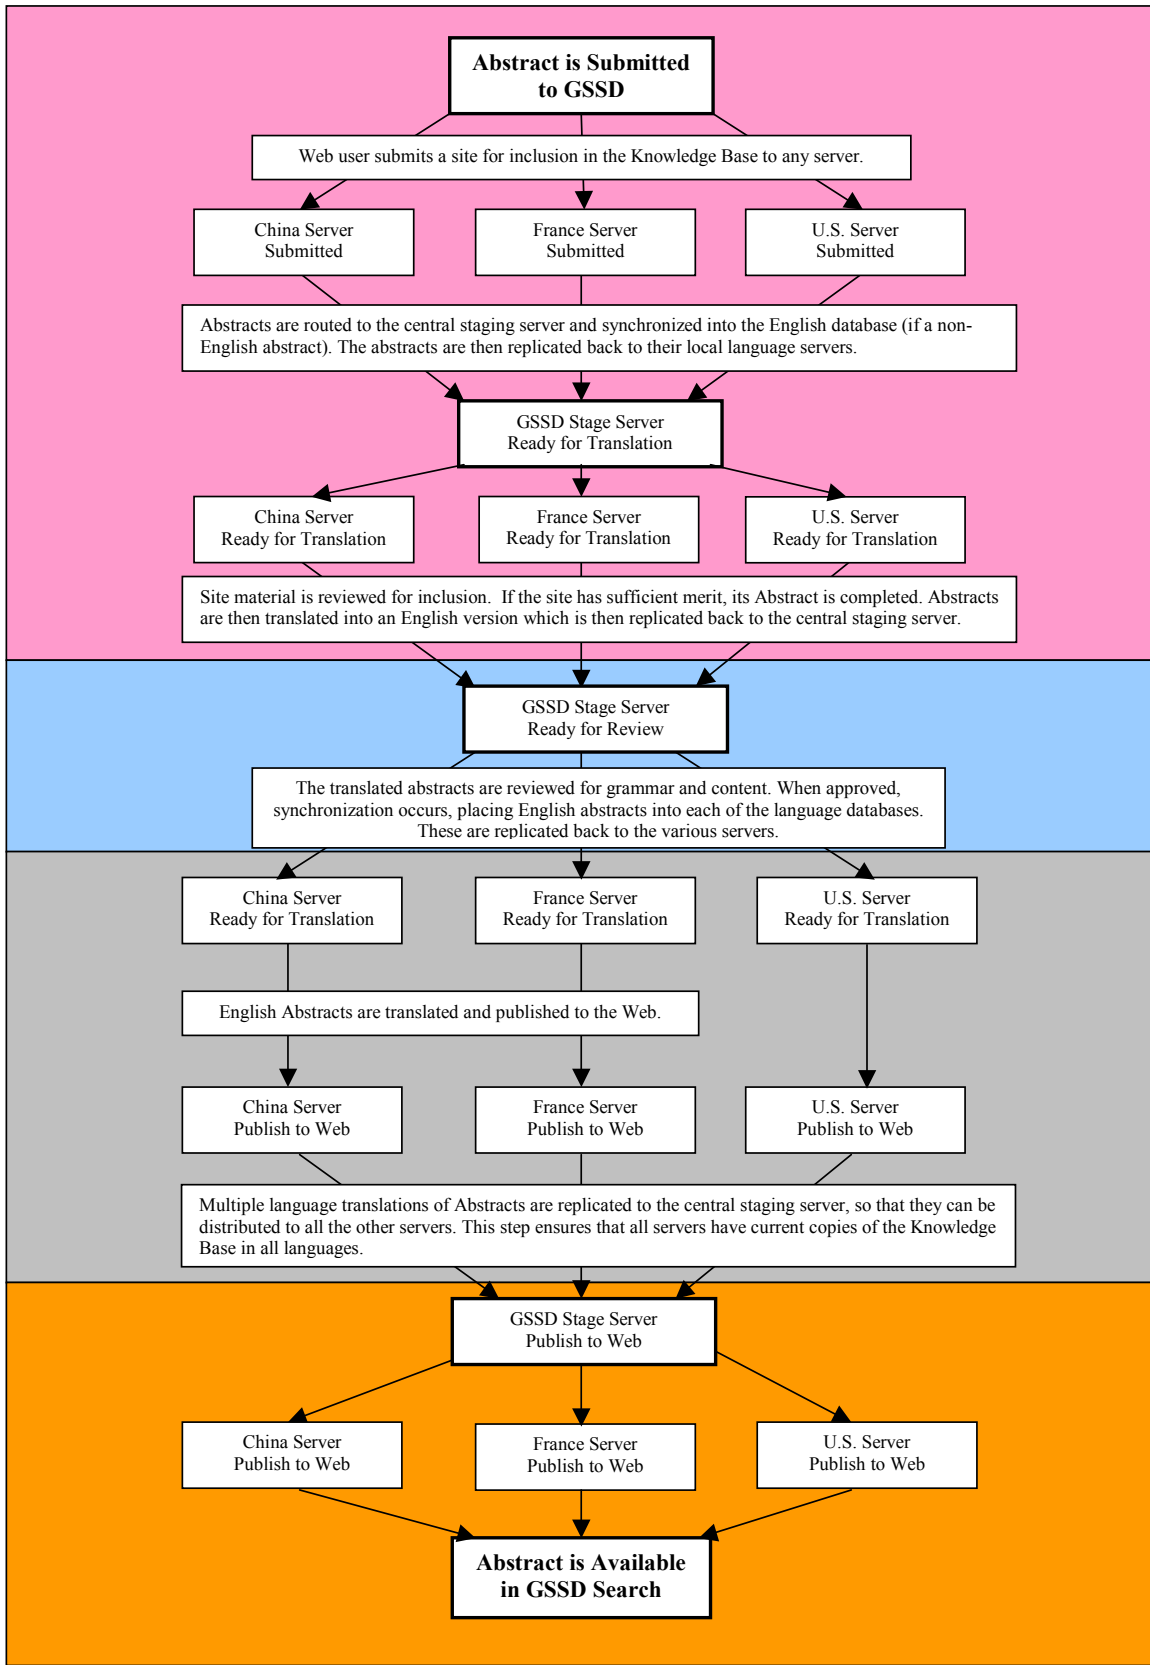 Abstract is Submitted
to GSSD
Web user submits a site for inclusion in the Knowledge Base to any server.
China Server
Submitted
France Server
Submitted
U.S. Server
Submitted
Abstracts are routed to the central staging server and synchronized into the English database (if a non-
English abstract). The abstracts are then replicated back to their local language servers.
GSSD Stage Server
Ready for Translation
China Server
Ready for Translation
France Server
Ready for Translation
U.S. Server
Ready for Translation
Site material is reviewed for inclusion.  If the site has sufficient merit, its Abstract is completed. Abstracts
are then translated into an English version which is then replicated back to the central staging server.
GSSD Stage Server
Ready for Review
The translated abstracts are reviewed for grammar and content. When approved,
synchronization occurs, placing English abstracts into each of the language databases.
These are replicated back to the various servers.
China Server
Ready for Translation
France Server
Ready for Translation
U.S. Server
Ready for Translation
English Abstracts are translated and published to the Web.
China Server
Publish to Web
France Server
Publish to Web
U.S. Server
Publish to Web
Multiple language translations of Abstracts are replicated to the central staging server, so that they can be
distributed to all the other servers. This step ensures that all servers have current copies of the Knowledge
Base in all languages.
GSSD Stage Server
Publish to Web
China Server
Publish to Web
France Server
Publish to Web
U.S. Server
Publish to Web
Abstract is Available
in GSSD Search